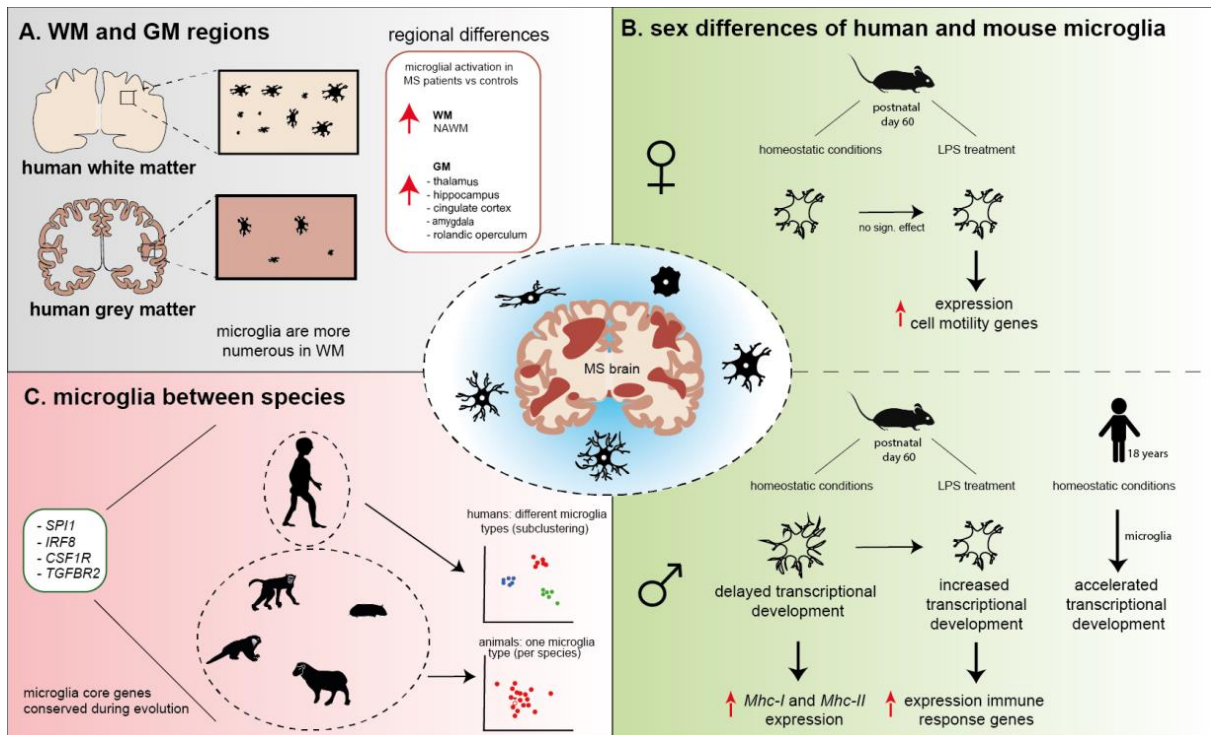 A. WM and GM regions
human white matter
human grey matter
microglia are more
numerous in WM
regional differences
microglial activation in
MS patients vs controls
WM
NAWM
GM
- thalamus
- hippocampus
- cingulate cortex
- amygdala
- rolandic operculum
B. sex differences of human and mouse microglia
postnatal
day 60
homeostatic conditions
LPS treatment
♀
no sign. effect
expression
cell motility genes
MS brain
postnatal
day 60
18 years
homeostatic conditions
LPS treatment
homeostatic conditions
♂
microglia
delayed transcriptional
development
increased
transcriptional
development
accelerated
transcriptional
development
Mhc-I and Mhc-II
expression
expression immune
response genes
C. microglia between species
- SPI1
- IRF8
- CSF1R
- TGFBR2
microglia core genes
conserved during evolution
humans: different microglia
types (subclustering)
animals: one microglia
type (per species)